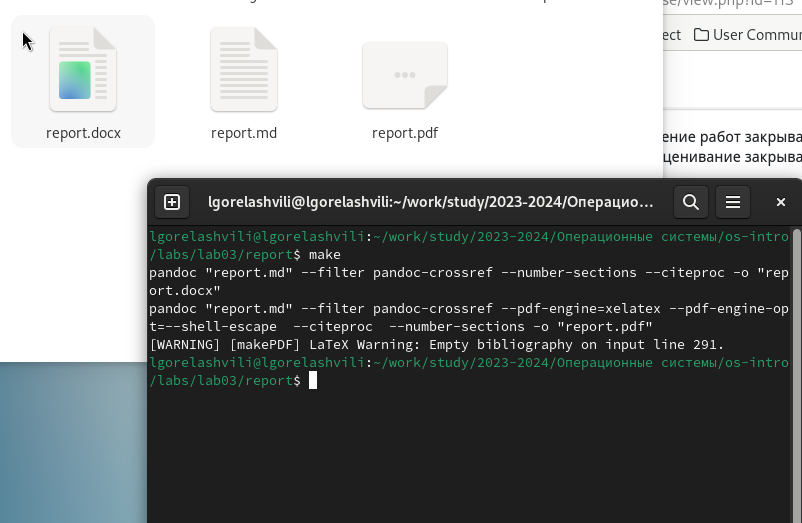 se/view.php?id=113
ect User Commun
report.docx report.md report.pdf
ение работ закрыва
ценивание закрыва
lgorelashvili@lgorelashvili:~/work/study/2023-2024/Операцио...
lgorelashvili@lgorelashvili:~/work/study/2023-2024/Операционные системы/os-intro
/labs/lab03/report$ make
pandoc "report.md" --filter pandoc-crossref --number-sections --citeproc -o "rep
ort.docx"
pandoc "report.md" --filter pandoc-crossref --pdf-engine=xelatex --pdf-engine-op
t=--shell-escape  --citeproc  --number-sections -o "report.pdf"
[WARNING] [makePDF] LaTeX Warning: Empty bibliography on input line 291.
lgorelashvili@lgorelashvili:~/work/study/2023-2024/Операционные системы/os-intro
/labs/lab03/report$